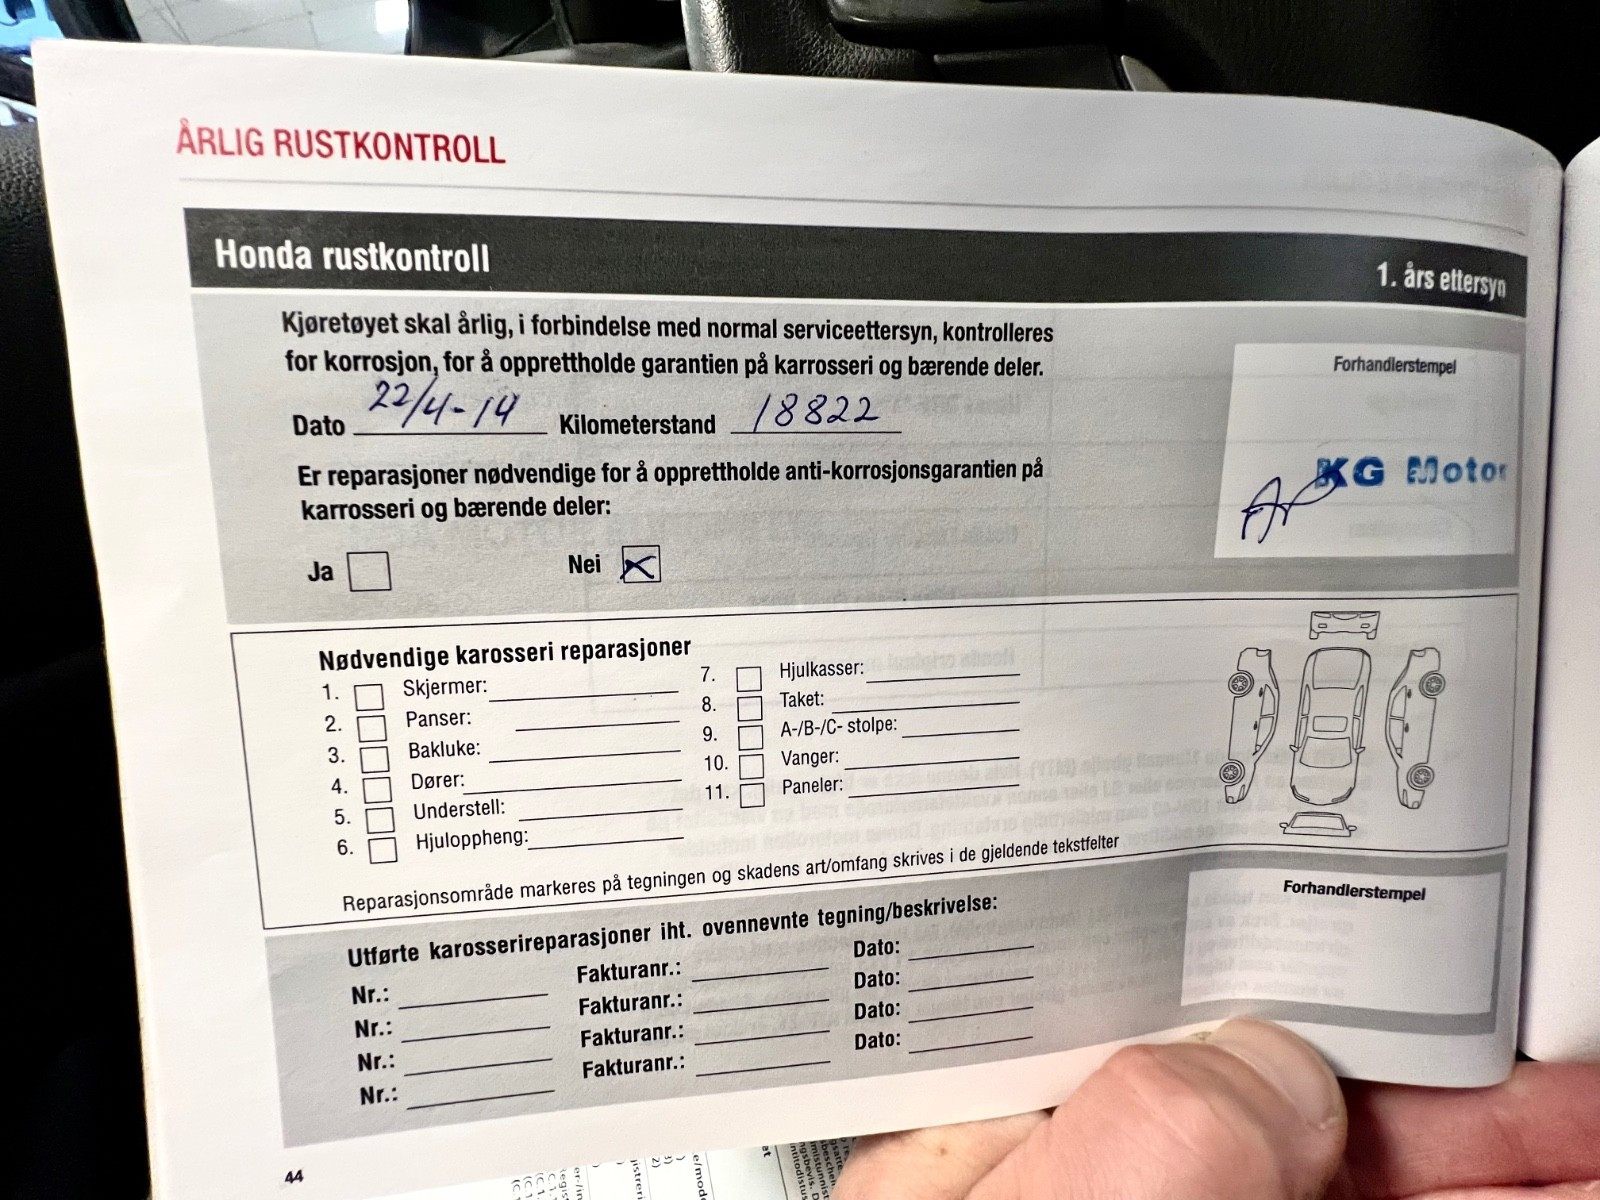 ÅRLIG RUSTKONTROLL
Honda rustkontroll
1. års ettersyn
Kjøretøyet skal årlig, i forbindelse med normal serviceettersyn, kontrolleres
for korrosjon, for å opprettholde garantien på karrosseri og bærende deler.
Forhandlerstempel
Dato 22/4-14 Kilometerstand 18822
KG Motor
Er reparasjoner nødvendige for å opprettholde anti-korrosjonsgarantien på
karrosseri og bærende deler:
Ja Nei
Nødvendige karosseri reparasjoner
1. Skjermer:
2. Panser:
3. Bakluke:
4. Dører:
5. Understell:
6. Hjuloppheng:
7. Hjulkasser:
8. Taket:
9. A-/B-/C- stolpe:
10. Vanger:
11. Paneler:
Reparasjonsområde markeres på tegningen og skadens art/omfang skrives i de gjeldende tekstfelter
Utførte karosserireparasjoner iht. ovennevnte tegning/beskrivelse:
Forhandlerstempel
Nr.: Fakturanr.: Dato:
Nr.: Fakturanr.: Dato:
Nr.: Fakturanr.: Dato:
Nr.: Fakturanr.: Dato:
44